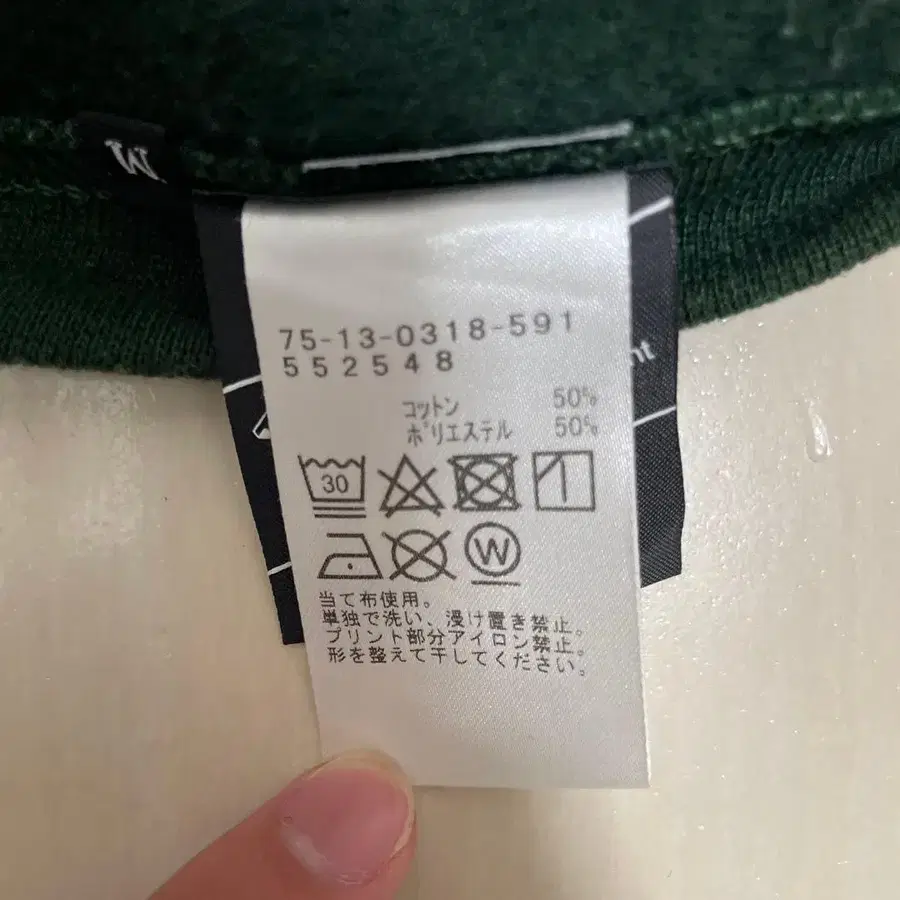 M
75-13-0318-591
552548
コットン 50%
ポリエステル 50%
30
W
当て布使用。
単独で洗い、浸け置き禁止。
プリント部分アイロン禁止。
形を整えて干してください。